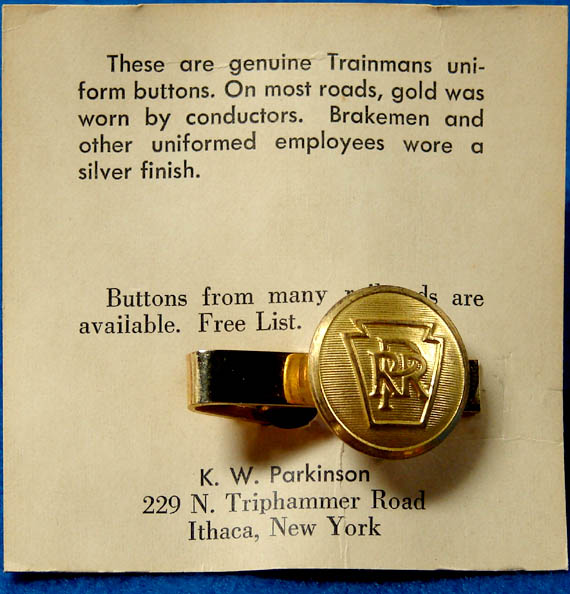 These are genuine Trainmans uni-
form buttons. On most roads, gold was
worn by conductors. Brakemen and
other uniformed employees wore a
silver finish.
Buttons from many are
available. Free List.
PRR
K. W. Parkinson
229 N. Triphammer Road
Ithaca, New York